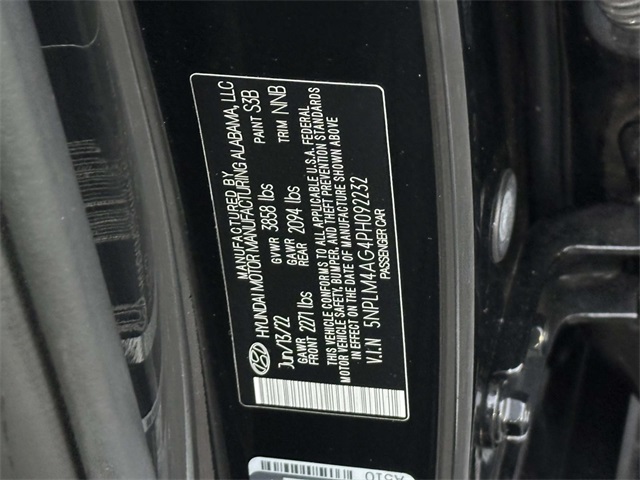 MANUFACTURED BY
HYUNDAI MOTOR MANUFACTURING ALABAMA, LLC
Jun/13/22 GVWR 3858 lbs PAINT S3B
GAWR FRONT 2271 lbs GAWR REAR 2094 lbs TRIM NNB
THIS VEHICLE CONFORMS TO ALL APPLICABLE U.S.A. FEDERAL
MOTOR VEHICLE SAFETY, BUMPER, AND THEFT PREVENTION STANDARDS
IN EFFECT ON THE DATE OF MANUFACTURE SHOWN ABOVE
V.I.N 5NPLM4AG4PH092232
PASSENGER CAR
A510